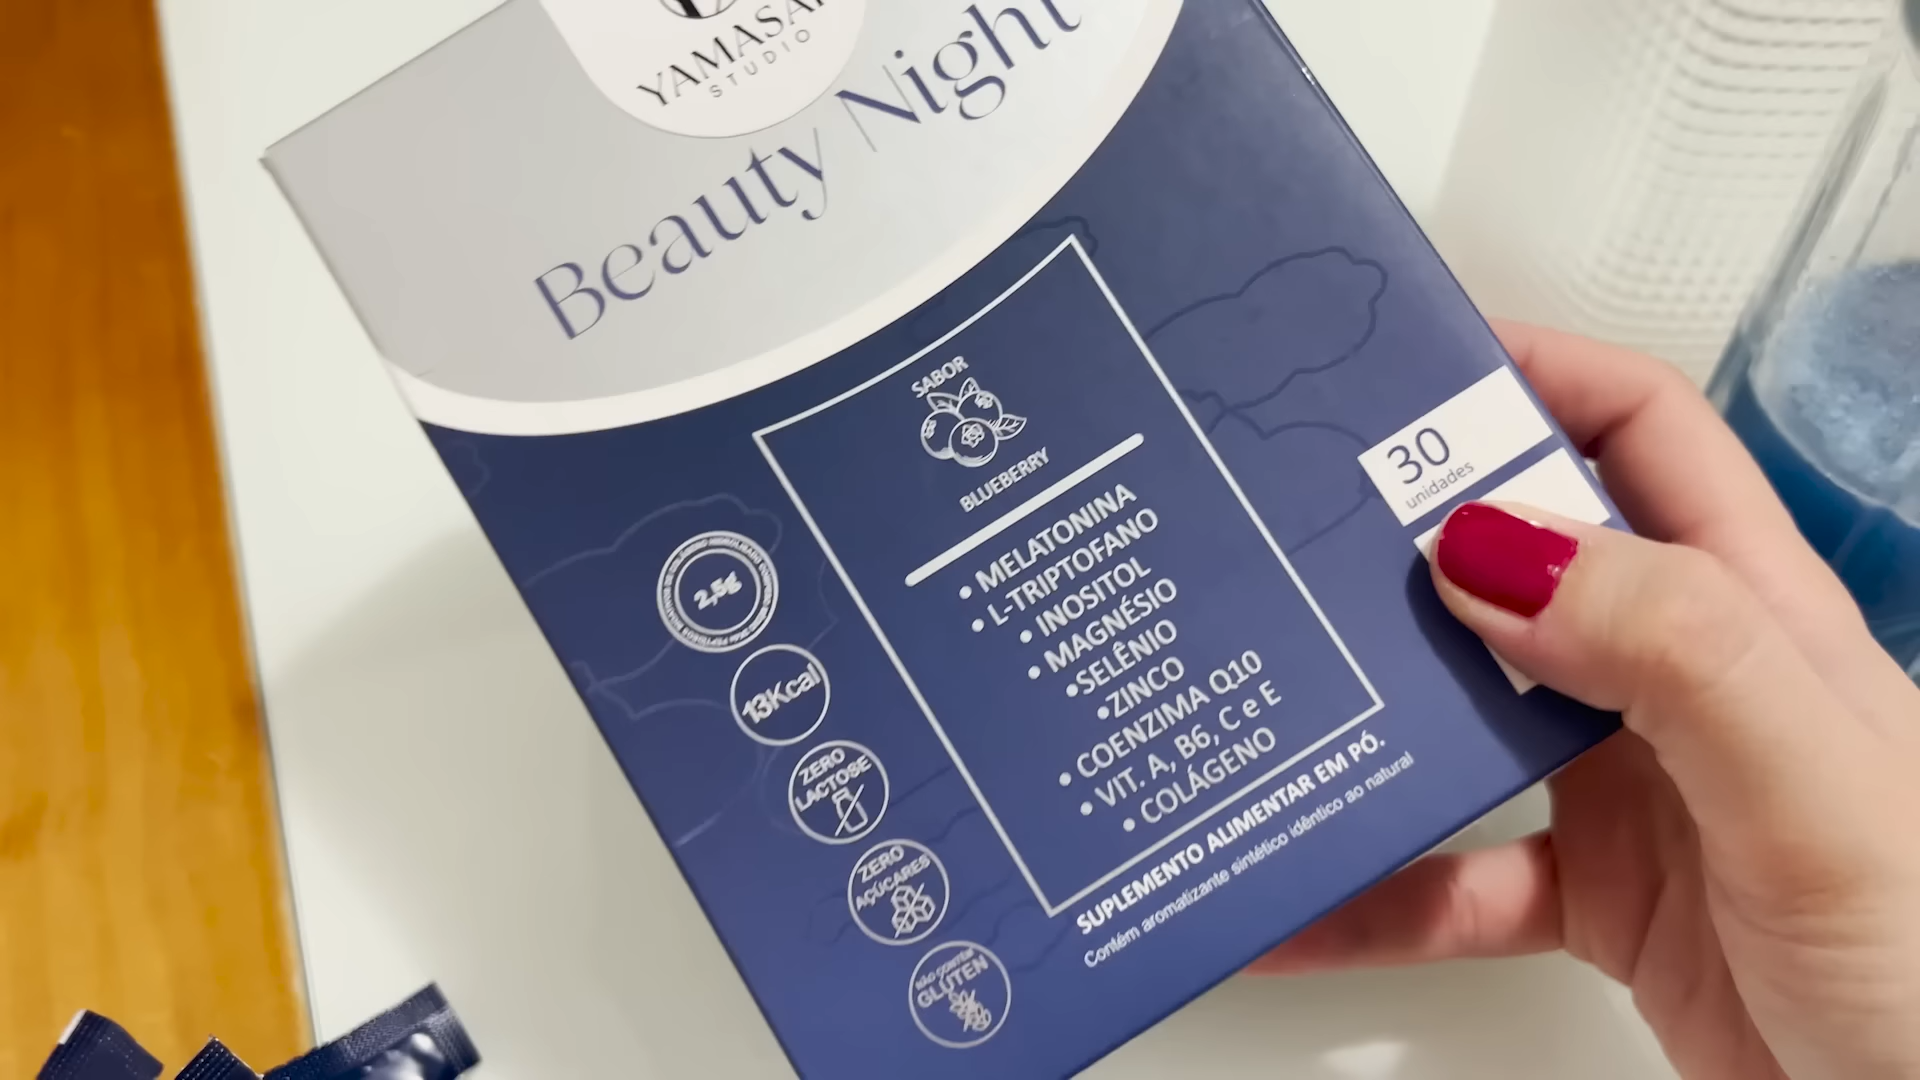 STUDIO
Beauty Night
SABOR
BLUEBERRY
• MELATONINA
• L-TRIPTOFANO
• INOSITOL
• MAGNÉSIO
•SELÊNIO
•ZINCO
• COENZIMA Q10
• VIT. A, B6, C e E
• COLÁGENO
SUPLEMENTO ALIMENTAR EM PÓ.
Contém aromatizante sintético idêntico ao natural
30
unidades
2,5g
13Kcal
ZERO
LACTOSE
ZERO
AÇÚCARES
NÃO CONTÉM
GLÚTEN